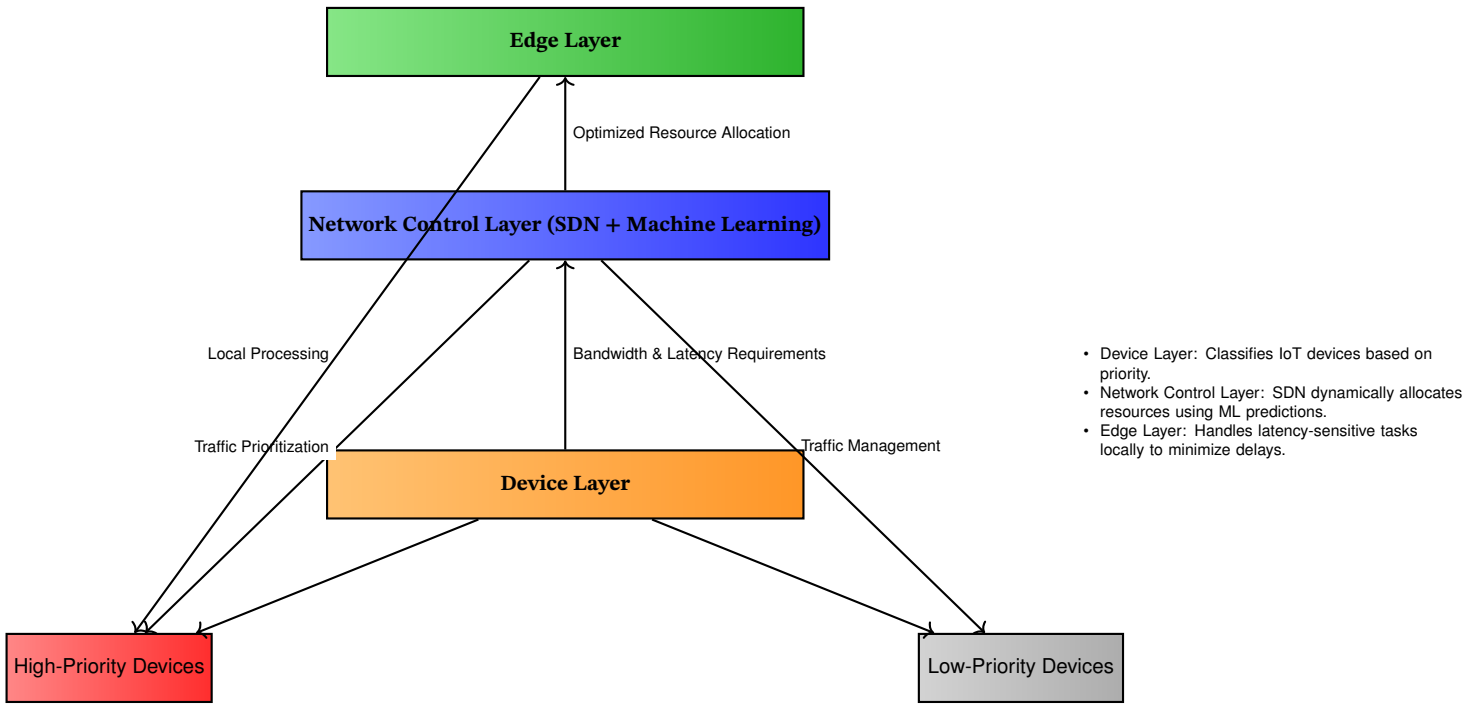 Edge Layer
Optimized Resource Allocation
Network Control Layer (SDN + Machine Learning)
Local Processing
Bandwidth & Latency Requirements
• Device Layer: Classifies IoT devices based on
priority.
• Network Control Layer: SDN dynamically allocates
resources using ML predictions.
• Edge Layer: Handles latency-sensitive tasks
locally to minimize delays.
Traffic Prioritization
Traffic Management
Device Layer
High-Priority Devices
Low-Priority Devices